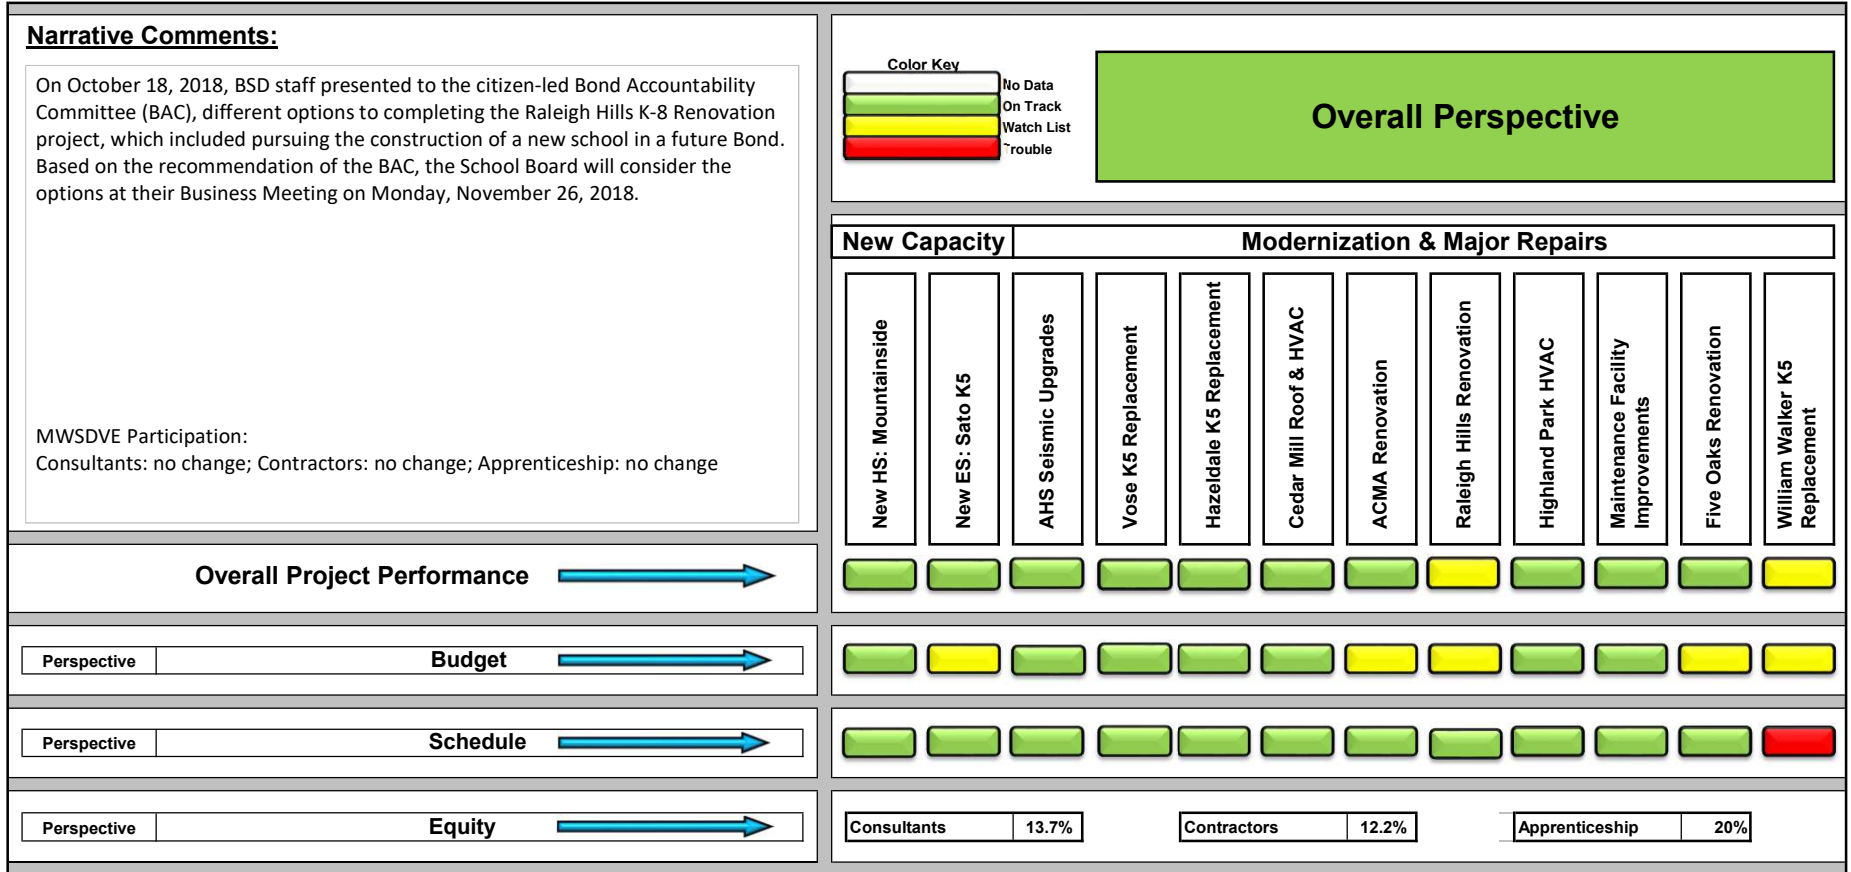 Narrative Comments:
On October 18, 2018, BSD staff presented to the citizen-led Bond Accountability
Committee (BAC), different options to completing the Raleigh Hills K-8 Renovation
project, which included pursuing the construction of a new school in a future Bond.
Based on the recommendation of the BAC, the School Board will consider the
options at their Business Meeting on Monday, November 26, 2018.
MWSDVE Participation:
Consultants: no change; Contractors: no change; Apprenticeship: no change
Color Key
No Data
On Track
Watch List
Trouble
Overall Perspective
New Capacity
Modernization & Major Repairs
New HS: Mountainside
New ES: Sato K5
AHS Seismic Upgrades
Vose K5 Replacement
Hazeldale K5 Replacement
Cedar Mill Roof & HVAC
ACMA Renovation
Raleigh Hills Renovation
Highland Park HVAC
Maintenance Facility
Improvements
Five Oaks Renovation
William Walker K5
Replacement
Overall Project Performance
Perspective
Budget
Perspective
Schedule
Perspective
Equity
Consultants 13.7%
Contractors 12.2%
Apprenticeship 20%